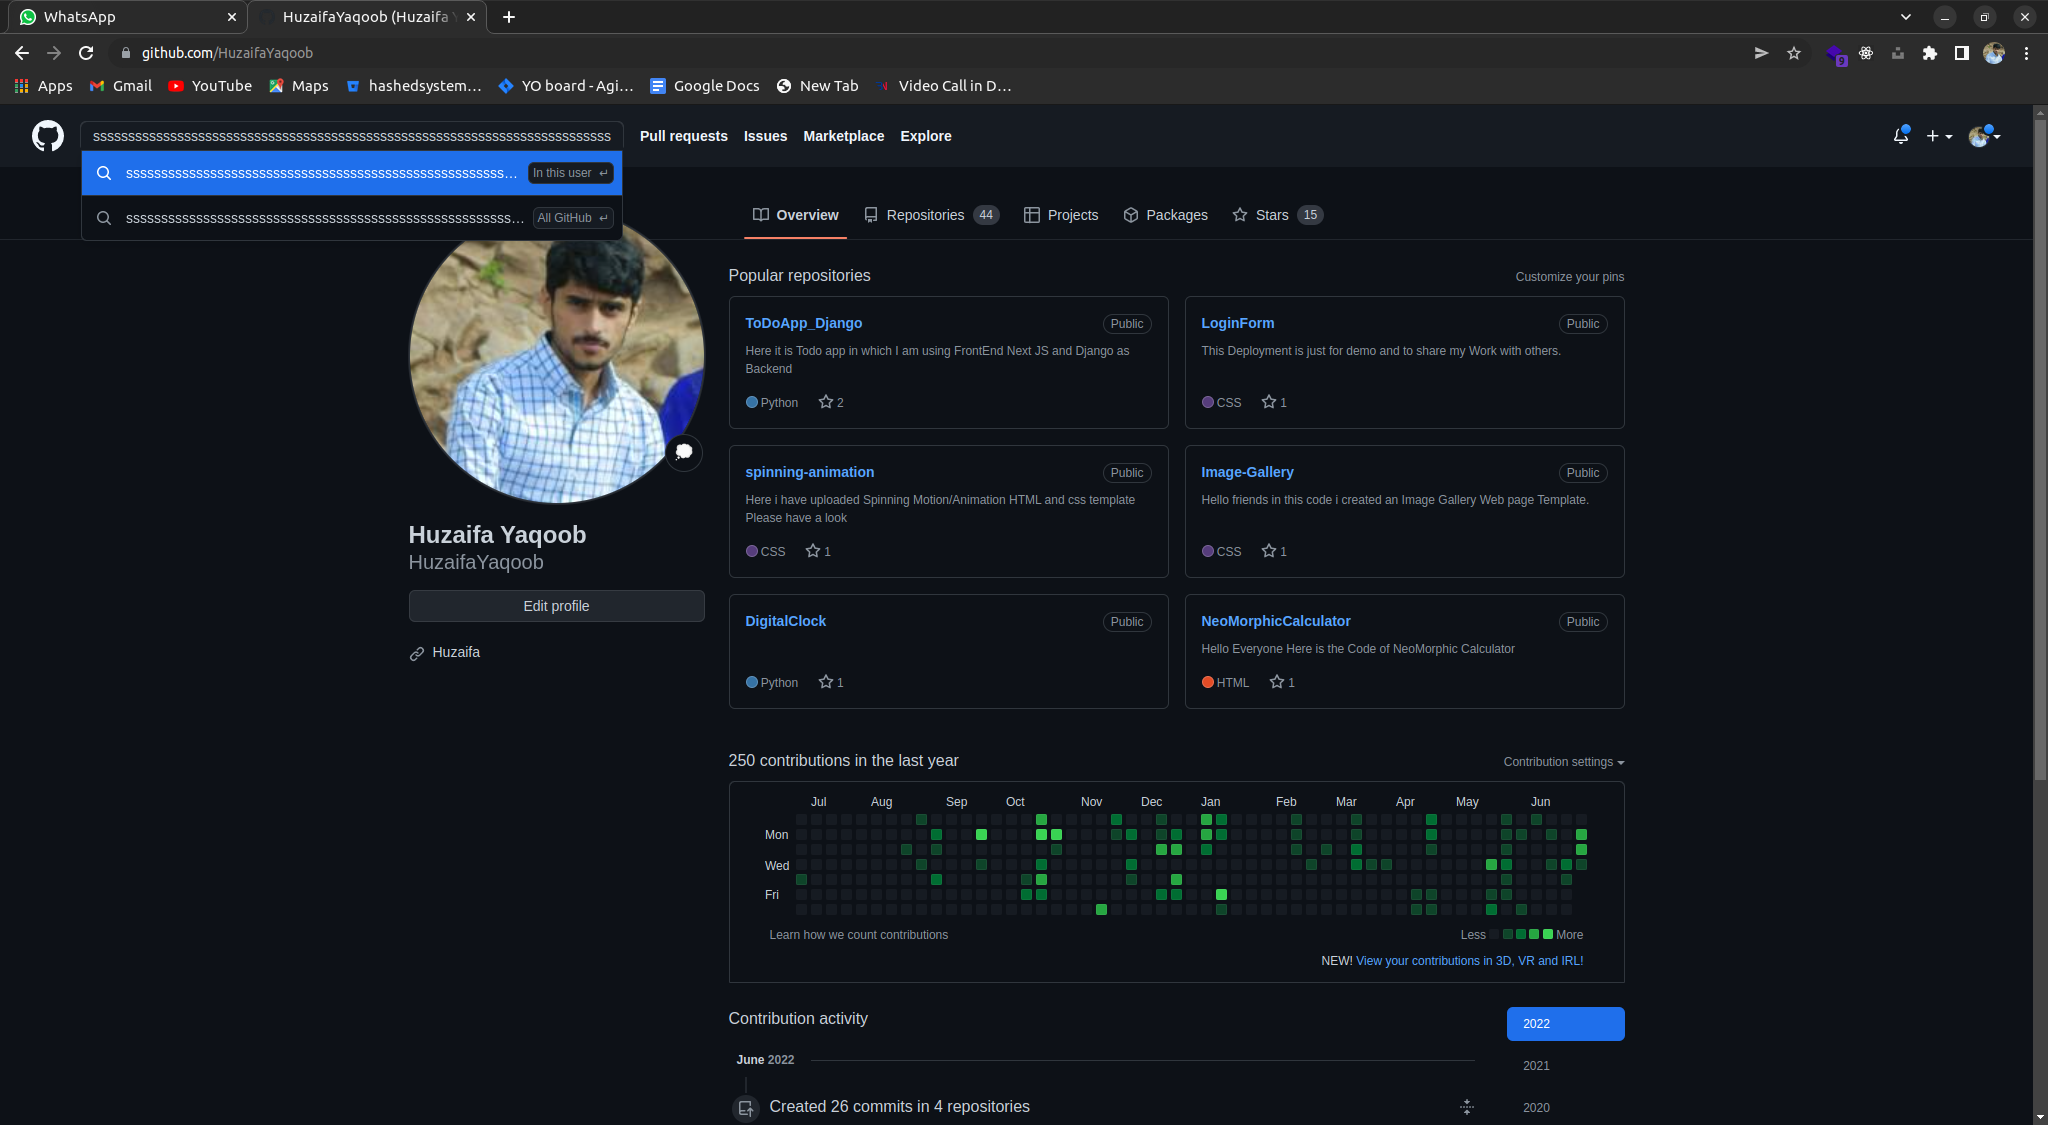 WhatsApp
HuzaifaYaqoob (Huzaifa Y
github.com/HuzaifaYaqoob
9
Apps Gmail YouTube Maps hashedsystem... YO board - Agi... Google Docs New Tab Video Call in D...
Pull requests Issues Marketplace Explore
In this user
All GitHub
Overview Repositories 44 Projects Packages Stars 15
Popular repositories
Customize your pins
ToDoApp_Django Public
Here it is Todo app in which I am using FrontEnd Next JS and Django as
Backend
Python 2
LoginForm Public
This Deployment is just for demo and to share my Work with others.
CSS 1
spinning-animation Public
Here i have uploaded Spinning Motion/Animation HTML and css template
Please have a look
CSS 1
Image-Gallery Public
Hello friends in this code i created an Image Gallery Web page Template.
CSS 1
DigitalClock Public
Python 1
NeoMorphicCalculator Public
Hello Everyone Here is the Code of NeoMorphic Calculator
HTML 1
Huzaifa Yaqoob
HuzaifaYaqoob
Edit profile
Huzaifa
250 contributions in the last year
Contribution settings
Jul Aug Sep Oct Nov Dec Jan Feb Mar Apr May Jun
Mon
Wed
Fri
Learn how we count contributions
Less More
NEW! View your contributions in 3D, VR and IRL!
Contribution activity
2022
2021
2020
June 2022
Created 26 commits in 4 repositories